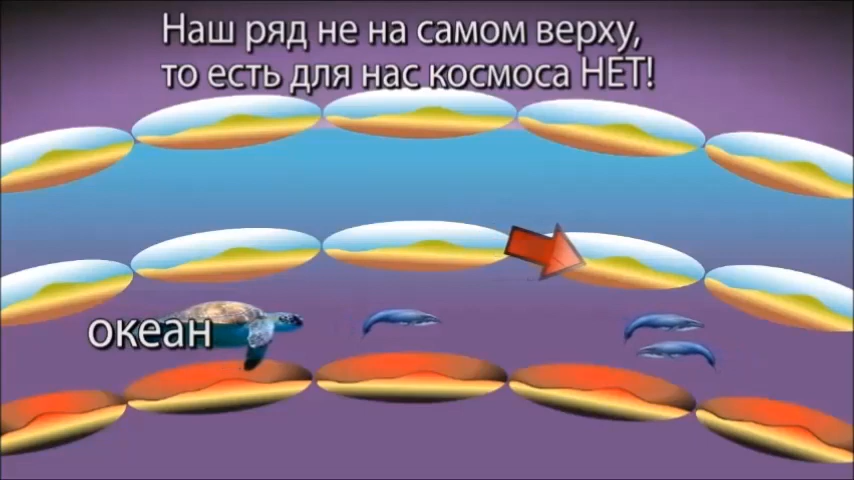 Наш ряд не на самом верху,
то есть для нас космоса НЕТ!
океан